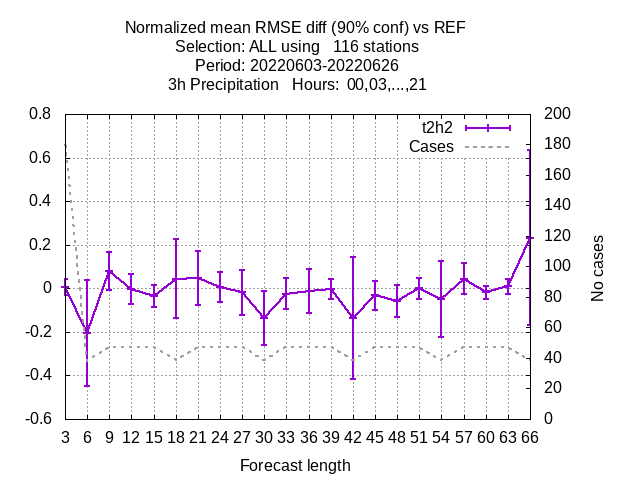 Normalized mean RMSE diff (90% conf) vs REF
Selection: ALL using   116 stations
Period: 20220603-20220626
3h Precipitation   Hours:  00,03,...,21
t2h2
Cases
0.8
0.6
0.4
0.2
0
-0.2
-0.4
-0.6
200
180
160
140
120
100
80
60
40
20
0
No cases
3 6 9 12 15 18 21 24 27 30 33 36 39 42 45 48 51 54 57 60 63 66
Forecast length